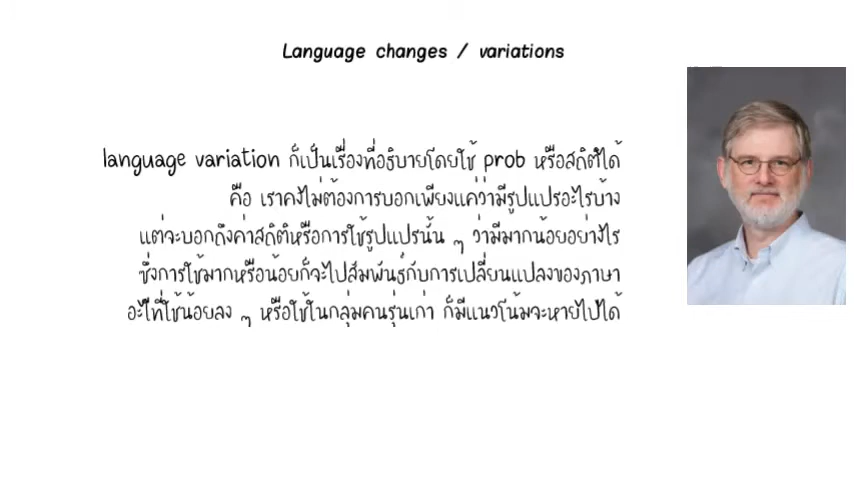 Language changes / variations
language variation ก็เป็นเรื่องที่อธิบายโดยใช้ prob หรือสถิติได้
คือ เราคงไม่ต้องการบอกเพียงแค่ว่ามีรูปแปรอะไรบ้าง
แต่จะบอกถึงค่าสถิติหรือการใช้รูปแปรนั้น ๆ ว่ามีมากน้อยอย่างไร
ซึ่งการใช้มากหรือน้อยก็จะไปสัมพันธ์กับการเปลี่ยนแปลงของภาษา
อะไรที่ใช้น้อยลง ๆ หรือใช้ในกลุ่มคนรุ่นเก่า ก็มีแนวโน้มจะหายไปได้